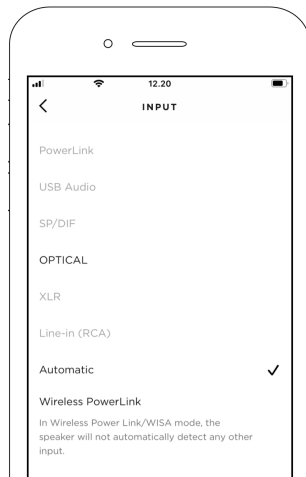 12.20
INPUT
PowerLink
USB Audio
SP/DIF
OPTICAL
XLR
Line-in (RCA)
Automatic
Wireless PowerLink
In Wireless Power Link/WISA mode, the
speaker will not automatically detect any other
input.